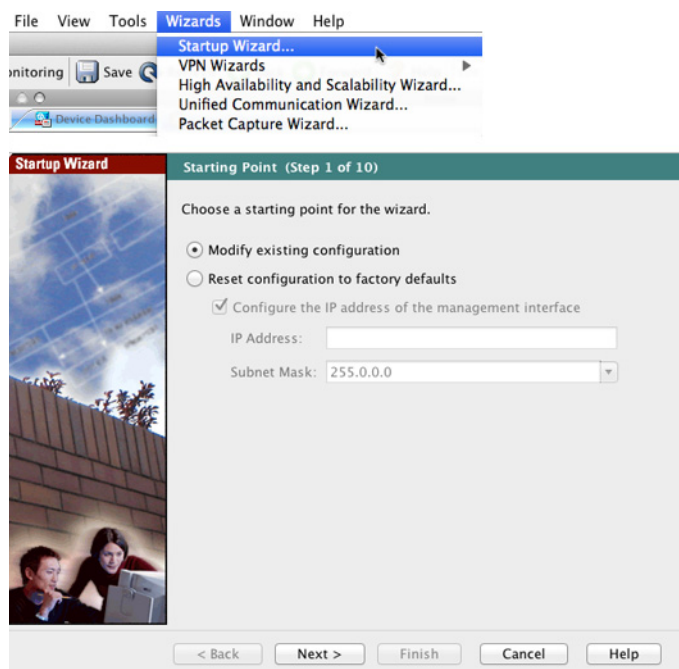 File View Tools Wizards Window Help
Startup Wizard...
VPN Wizards
High Availability and Scalability Wizard...
Unified Communication Wizard...
Packet Capture Wizard...
onitoring Save
Device Dashboard
Startup Wizard
Starting Point (Step 1 of 10)
Choose a starting point for the wizard.
Modify existing configuration
Reset configuration to factory defaults
Configure the IP address of the management interface
IP Address:
Subnet Mask: 255.0.0.0
< Back Next > Finish Cancel Help